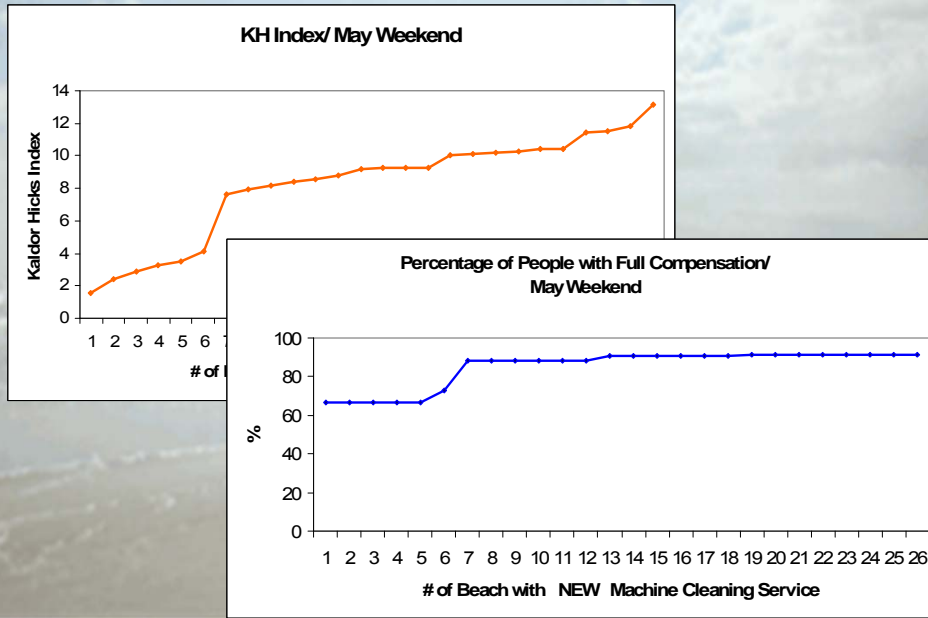 KH Index/ May Weekend
Kaldor Hicks Index
14
12
10
8
6
4
2
0
1 2 3 4 5 6
# of
Percentage of People with Full Compensation/
May Weekend
%
100
80
60
40
20
0
1 2 3 4 5 6 7 8 9 10 11 12 13 14 15 16 17 18 19 20 21 22 23 24 25 26
# of Beach with NEW Machine Cleaning Service